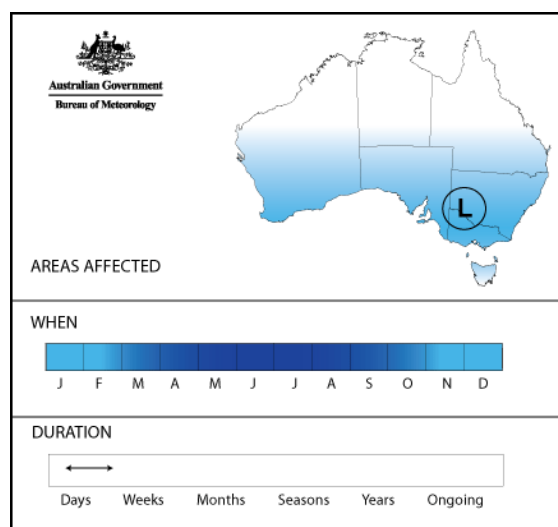 Australian Government
Bureau of Meteorology
L
AREAS AFFECTED
WHEN
J F M A M J J A S O N D
DURATION
Days Weeks Months Seasons Years Ongoing